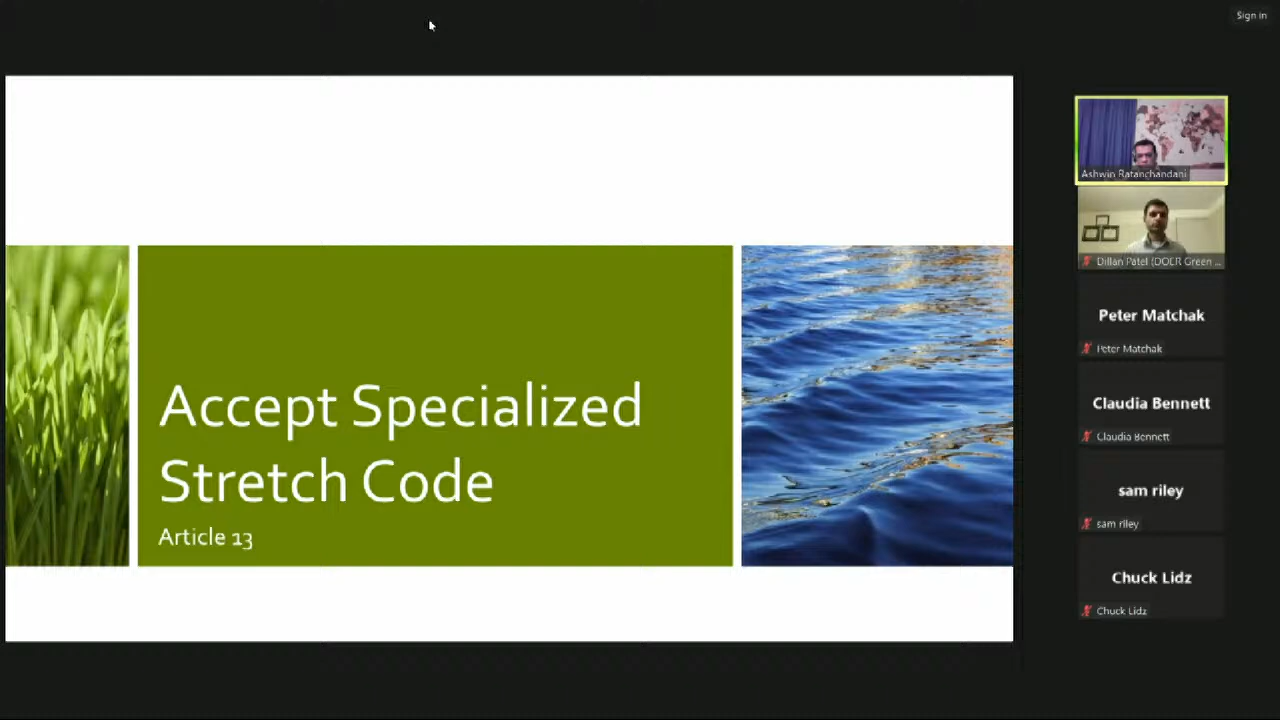 Sign in
Accept Specialized
Stretch Code
Article 13
Ashwin Ratanchandani
Dillan Patel (DOER Green ...
Peter Matchak
Peter Matchak
Claudia Bennett
Claudia Bennett
sam riley
sam riley
Chuck Lidz
Chuck Lidz